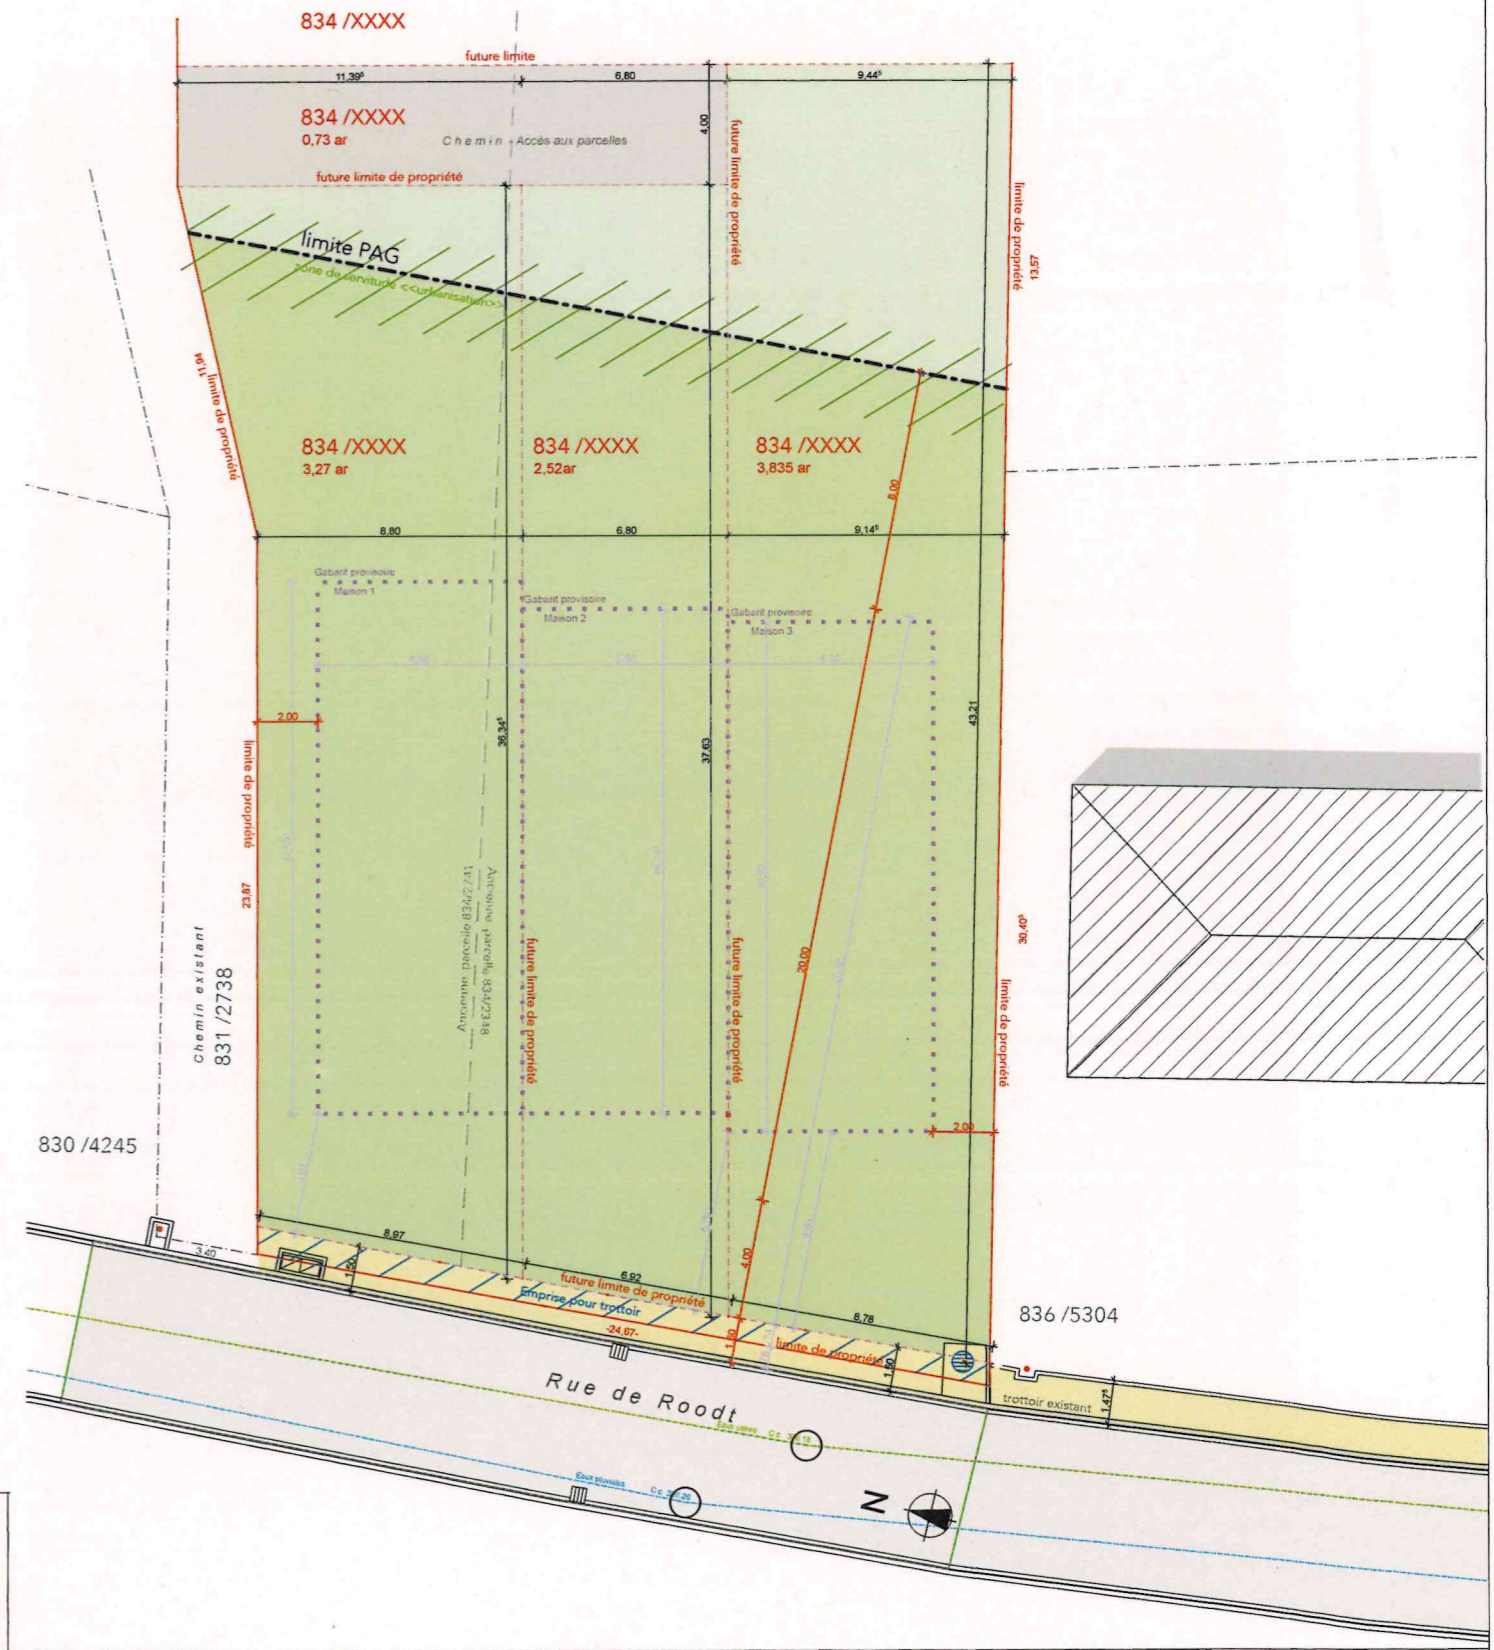 834 /XXXX
future limite
11,39⁵
6,80
9,44⁵
834 /XXXX
0,73 ar
Chemin - Accès aux parcelles
4,00
future limite de propriété
future limite de propriété
limite de propriété
13,57
limite PAG
zone de servitude <<urbanisation>>
11,94
limite de propriété
834 /XXXX
3,27 ar
834 /XXXX
2,52ar
834 /XXXX
3,835 ar
8,00
8,80
6,80
9,14⁵
Gabarit provisoire
Maison 1
Gabarit provisoire
Maison 2
Gabarit provisoire
Maison 3
2,00
36,34⁵
37,63
43,21
limite de propriété
23,87
Chemin existant
831 /2738
Ancienne parcelle 834/2741
Ancienne parcelle 834/2348
future limite de propriété
future limite de propriété
20,00
30,40⁵
limite de propriété
2,00
830 /4245
3,40
8,97
1,50
6,92
future limite de propriété
Emprise pour trottoir
-24,67-
4,00
1,50
8,78
limite de propriété
1,50
836 /5304
trottoir existant
1,47⁵
Rue de Roodt
Eaux usées
Eaux pluviales
N